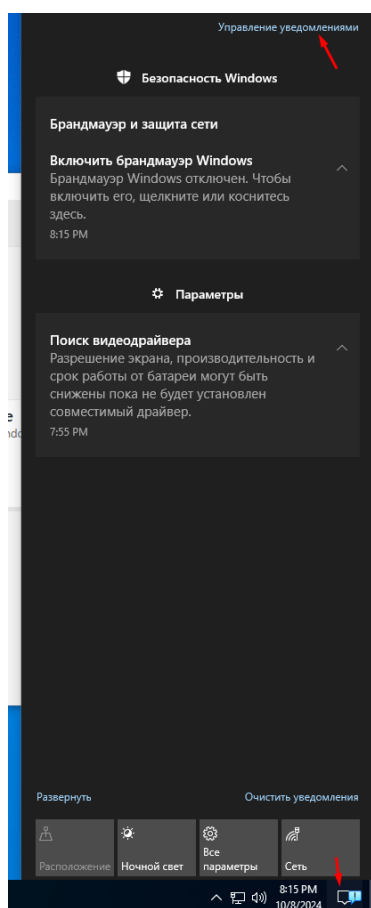 Управление уведомлениями
Безопасность Windows
Брандмауэр и защита сети
Включить брандмауэр Windows
Брандмауэр Windows отключен. Чтобы
включить его, щелкните или коснитесь
здесь.
8:15 PM
Параметры
Поиск видеодрайвера
Разрешение экрана, производительность и
срок работы от батареи могут быть
снижены пока не будет установлен
совместимый драйвер.
7:55 PM
Развернуть
Очистить уведомления
Расположение
Ночной свет
Все
параметры
Сеть
8:15 PM
10/8/2024